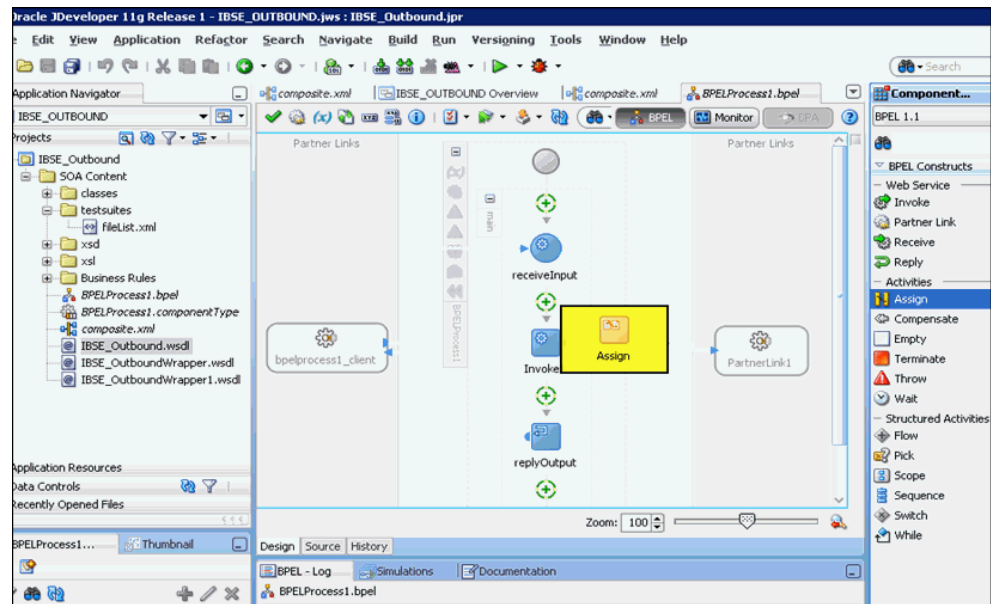 Oracle JDeveloper 11g Release 1 - IBSE_OUTBOUND.jws : IBSE_Outbound.jpr
Edit View Application Refactor Search Navigate Build Run Versioning Tools Window Help
Search
Application Navigator
composite.xml
IBSE_OUTBOUND Overview
composite.xml
BPELProcess1.bpel
Component...
IBSE_OUTBOUND
BPEL
Monitor
BPA
BPEL 1.1
Projects
Partner Links
Partner Links
IBSE_Outbound
SOA Content
classes
testsuites
fileList.xml
xsd
xsl
Business Rules
BPELProcess1.bpel
BPELProcess1.componentType
composite.xml
IBSE_Outbound.wsdl
IBSE_OutboundWrapper.wsdl
IBSE_OutboundWrapper1.wsdl
main
receiveInput
BPELProcess1
bpelprocess1_client
Invoke
Assign
PartnerLink1
replyOutput
BPEL Constructs
Web Service
Invoke
Partner Link
Receive
Reply
Activities
Assign
Compensate
Empty
Terminate
Throw
Wait
Structured Activities
Flow
Pick
Scope
Sequence
Switch
While
Application Resources
Data Controls
Recently Opened Files
Zoom: 100
BPELProcess1...
Thumbnail
Design Source History
BPEL - Log
Simulations
Documentation
BPELProcess1.bpel